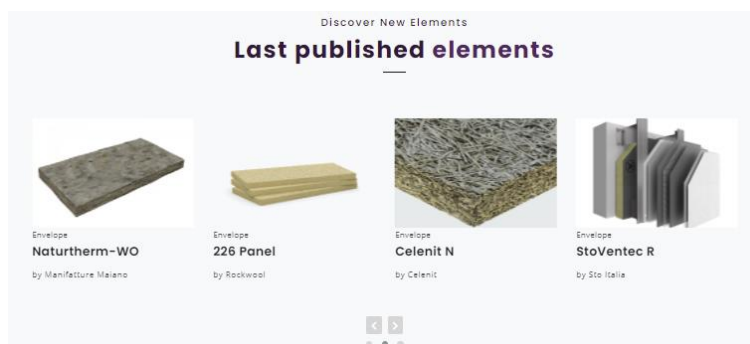 Discover New Elements
Last published elements
Envelope
Naturtherm-WO
by Manifatture Maiano
Envelope
226 Panel
by Rockwool
Envelope
Celenit N
by Celenit
Envelope
StoVentec R
by Sto Italia